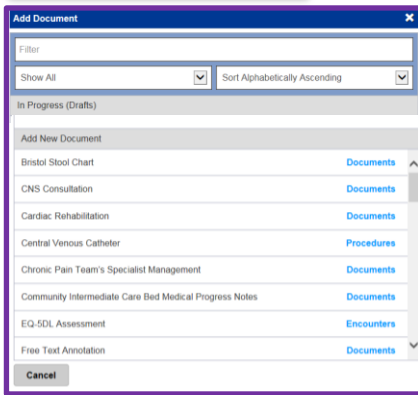 Add Document
Filter
Show All
Sort Alphabetically Ascending
In Progress (Drafts)
Add New Document
Bristol Stool Chart Documents
CNS Consultation Documents
Cardiac Rehabilitation Documents
Central Venous Catheter Procedures
Chronic Pain Team's Specialist Management Documents
Community Intermediate Care Bed Medical Progress Notes Documents
EQ-5DL Assessment Encounters
Free Text Annotation Documents
Cancel